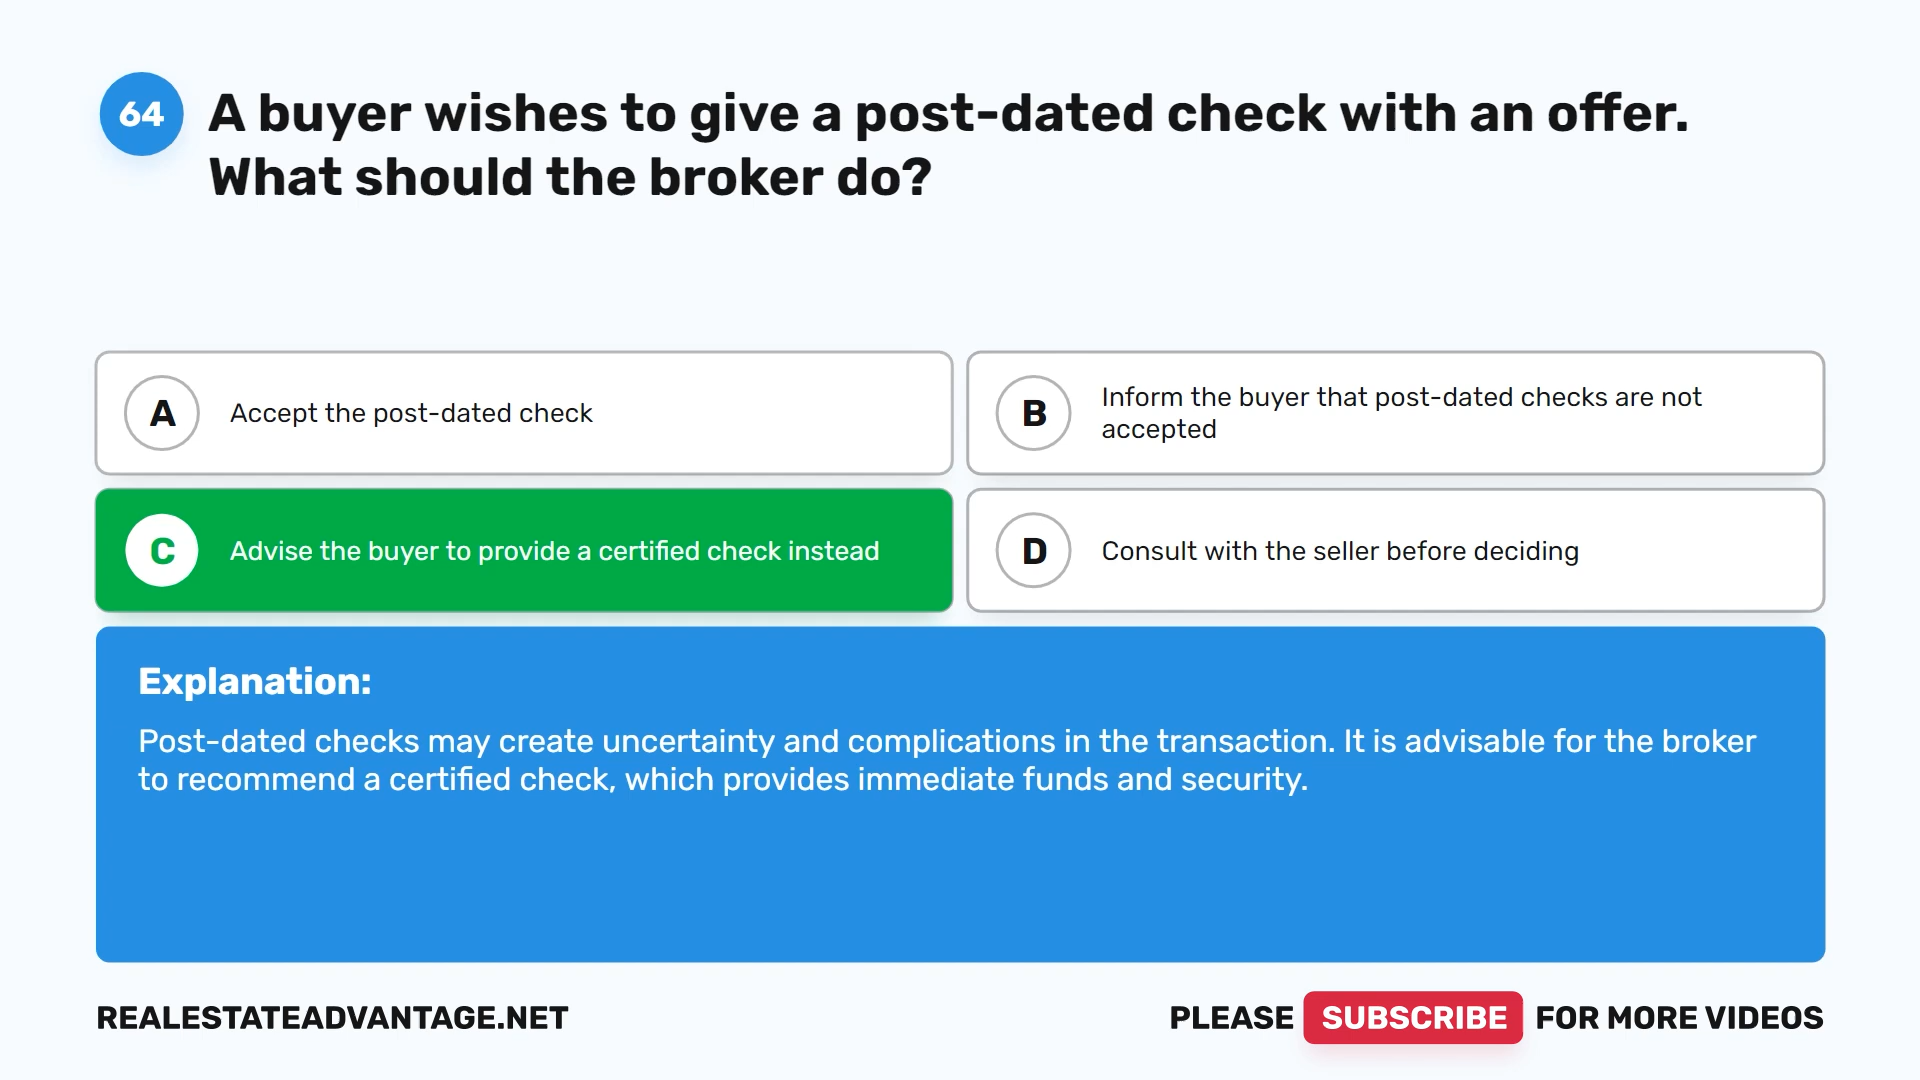 64
A buyer wishes to give a post-dated check with an offer.
What should the broker do?
A
Accept the post-dated check
B
Inform the buyer that post-dated checks are not
accepted
C
Advise the buyer to provide a certified check instead
D
Consult with the seller before deciding
Explanation:
Post-dated checks may create uncertainty and complications in the transaction. It is advisable for the broker
to recommend a certified check, which provides immediate funds and security.
REALESTATEADVANTAGE.NET
PLEASE SUBSCRIBE FOR MORE VIDEOS